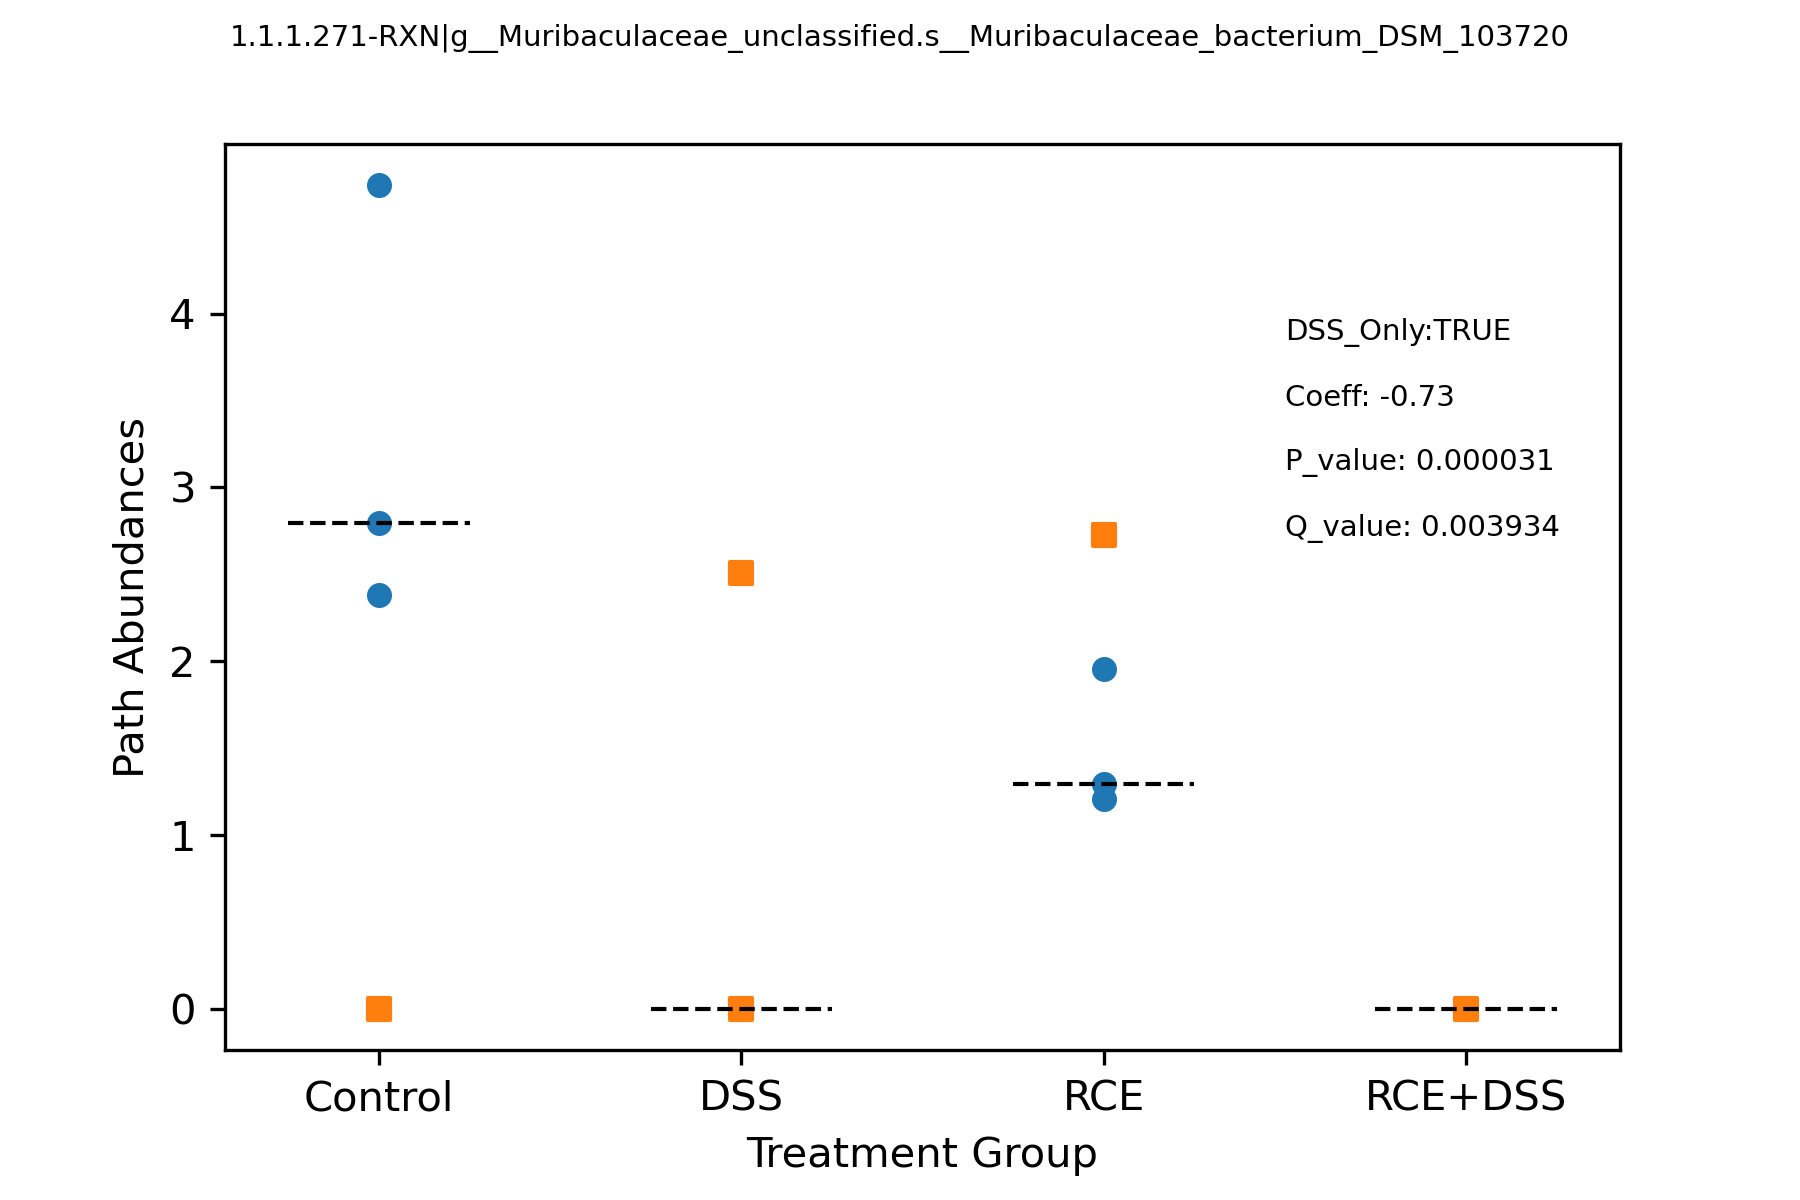 1.1.1.271-RXN|g__Muribaculaceae_unclassified.s__Muribaculaceae_bacterium_DSM_103720
DSS_Only:TRUE
Coeff: -0.73
P_value: 0.000031
Q_value: 0.003934
Path Abundances
4
3
2
1
0
Control DSS RCE RCE+DSS
Treatment Group